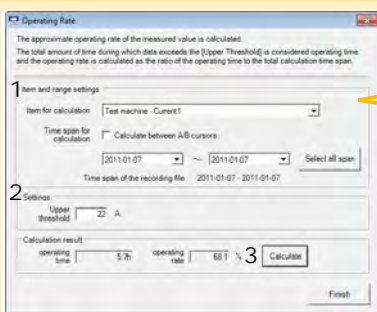 Operating Rate
The approximate operating rate of the measured value is calculated.
The total amount of time during which data exceeds the [Upper Threshold] is considered operating time
and the operating rate is calculated as the ratio of the operating time to the total calculation time span.
1 Item and range settings
Item for calculation Test machine - Current I
Time span for
calculation Calculate between A/B cursors
2011-01-07 ~ 2011-01-07 Select all span
Time span of the recording file 2011-01-07 - 2011-01-07
2 Settings
Upper
threshold 22 A
Calculation result
operating
time 5.7h operating
rate 68.1 % 3 Calculate
Finish